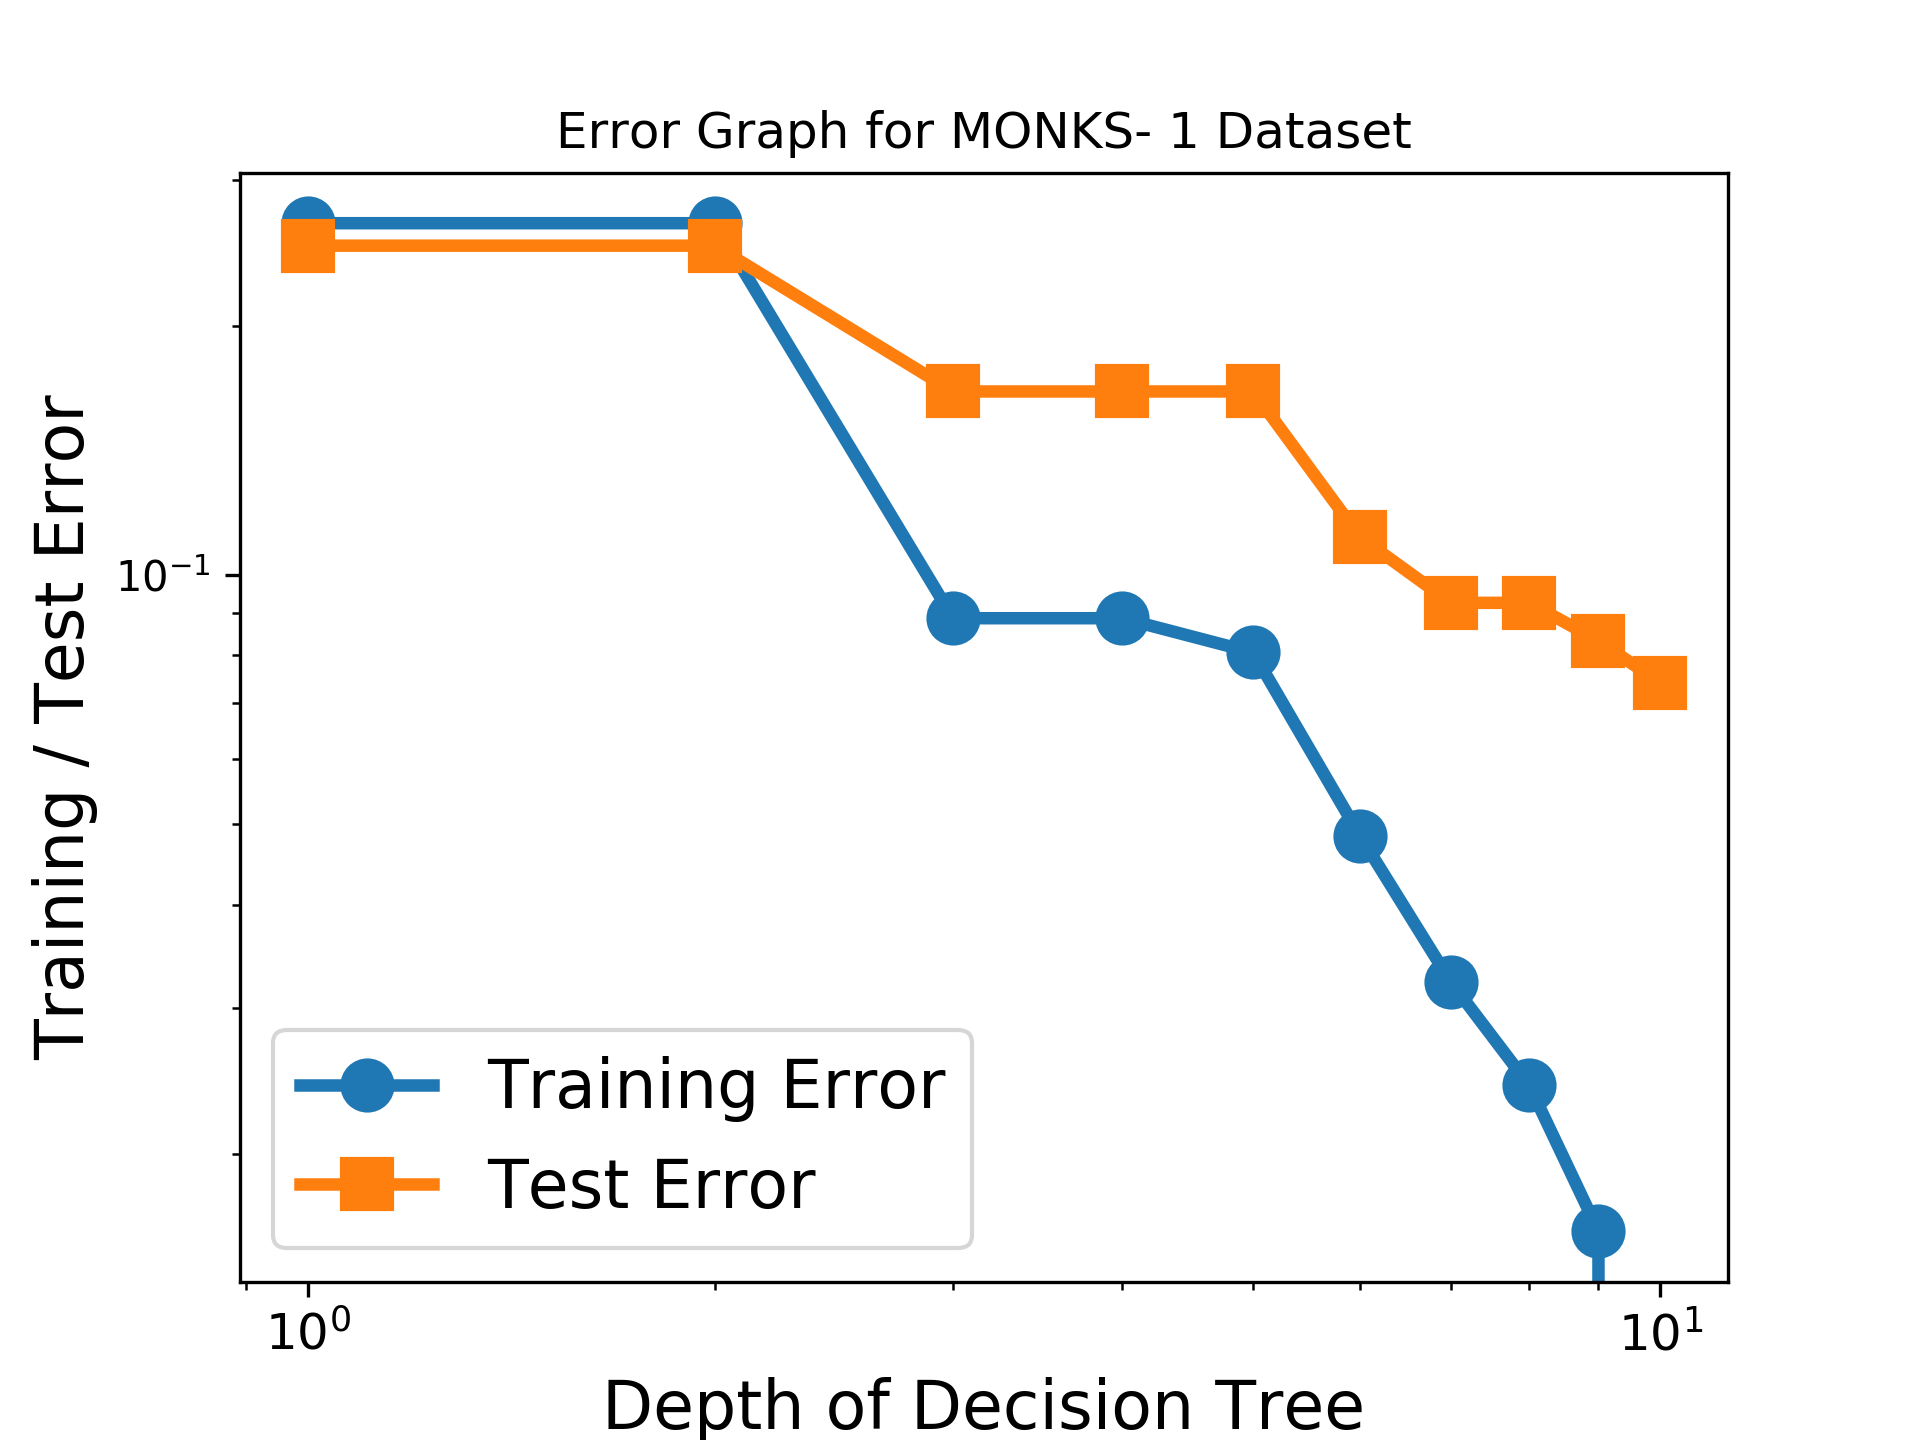 Error Graph for MONKS- 1 Dataset
Training / Test Error
10⁻¹
Training Error
Test Error
10⁰
10¹
Depth of Decision Tree